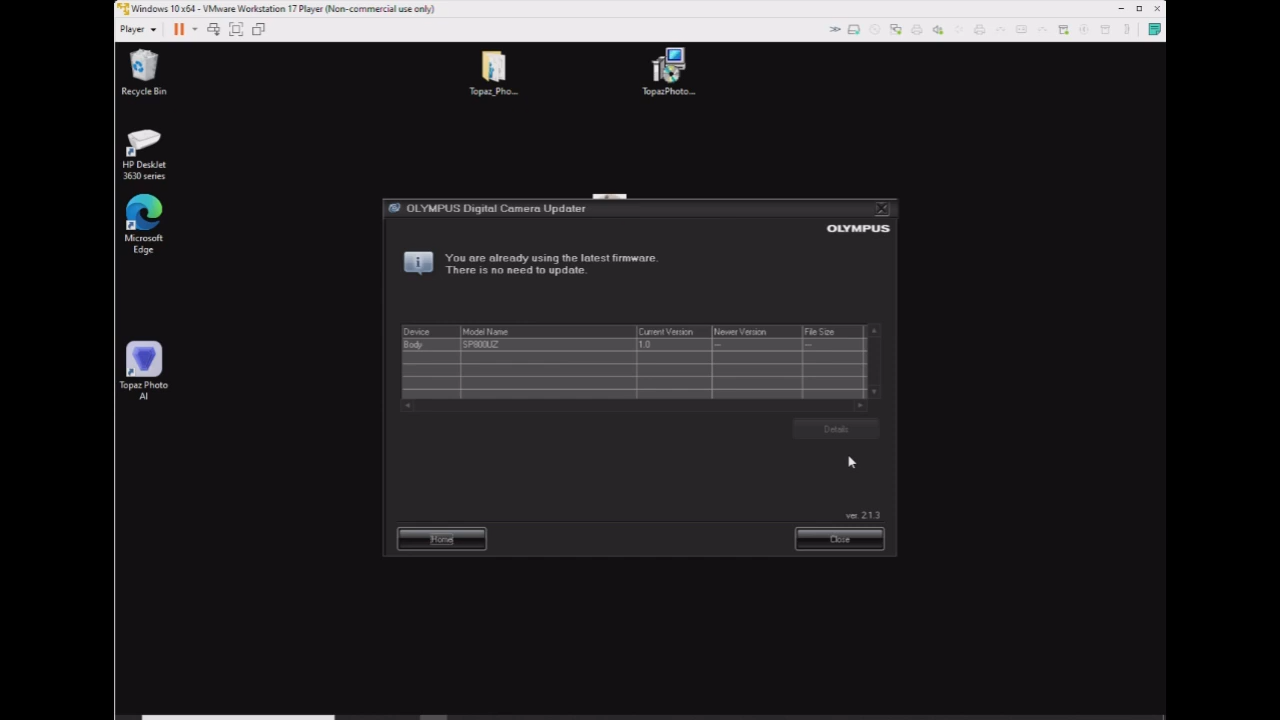 Windows 10 x64 - VMware Workstation 17 Player (Non-commercial use only)
Player
Recycle Bin
Topaz_Pho...
TopazPhoto...
HP DeskJet
3630 series
Microsoft
Edge
Topaz Photo
AI
OLYMPUS Digital Camera Updater
OLYMPUS
You are already using the latest firmware.
There is no need to update.
Device Model Name Current Version Newer Version File Size
Body SP800UZ 1.0 --- ---
Details
ver. 2.1.3
Home Close